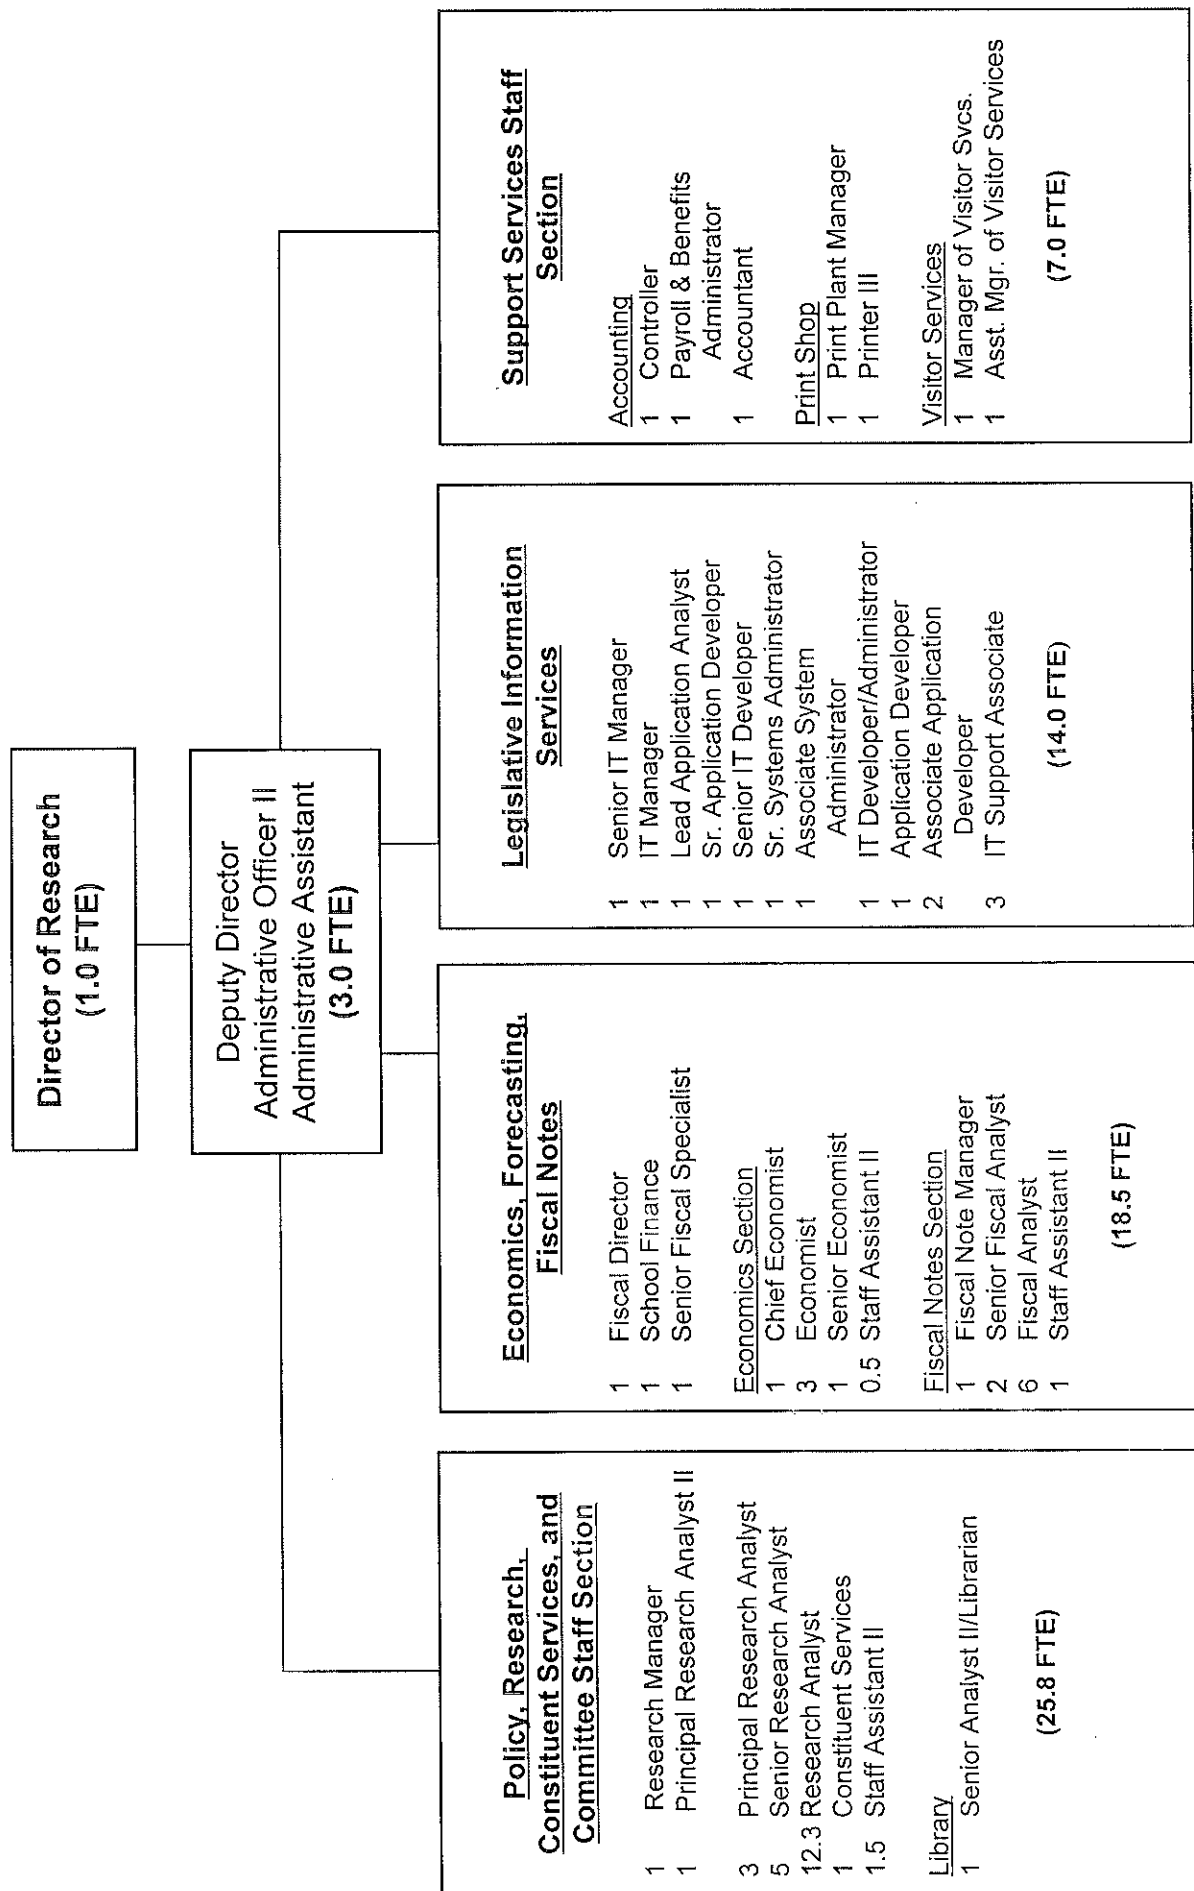 Director of Research
(1.0 FTE)
Deputy Director
Administrative Officer II
Administrative Assistant
(3.0 FTE)
Policy, Research,
Constituent Services, and
Committee Staff Section
1 Research Manager
1 Principal Research Analyst II
3 Principal Research Analyst
5 Senior Research Analyst
12.3 Research Analyst
1 Constituent Services
1.5 Staff Assistant II
Library
1 Senior Analyst II/Librarian
(25.8 FTE)
Economics, Forecasting,
Fiscal Notes
1 Fiscal Director
1 School Finance
1 Senior Fiscal Specialist
Economics Section
1 Chief Economist
3 Economist
1 Senior Economist
0.5 Staff Assistant II
Fiscal Notes Section
1 Fiscal Note Manager
2 Senior Fiscal Analyst
6 Fiscal Analyst
1 Staff Assistant II
(18.5 FTE)
Legislative Information
Services
1 Senior IT Manager
1 IT Manager
1 Lead Application Analyst
1 Sr. Application Developer
1 Senior IT Developer
1 Sr. Systems Administrator
1 Associate System
Administrator
1 IT Developer/Administrator
1 Application Developer
2 Associate Application
Developer
3 IT Support Associate
(14.0 FTE)
Support Services Staff
Section
Accounting
1 Controller
1 Payroll & Benefits
Administrator
1 Accountant
Print Shop
1 Print Plant Manager
1 Printer III
Visitor Services
1 Manager of Visitor Svcs.
1 Asst. Mgr. of Visitor Services
(7.0 FTE)